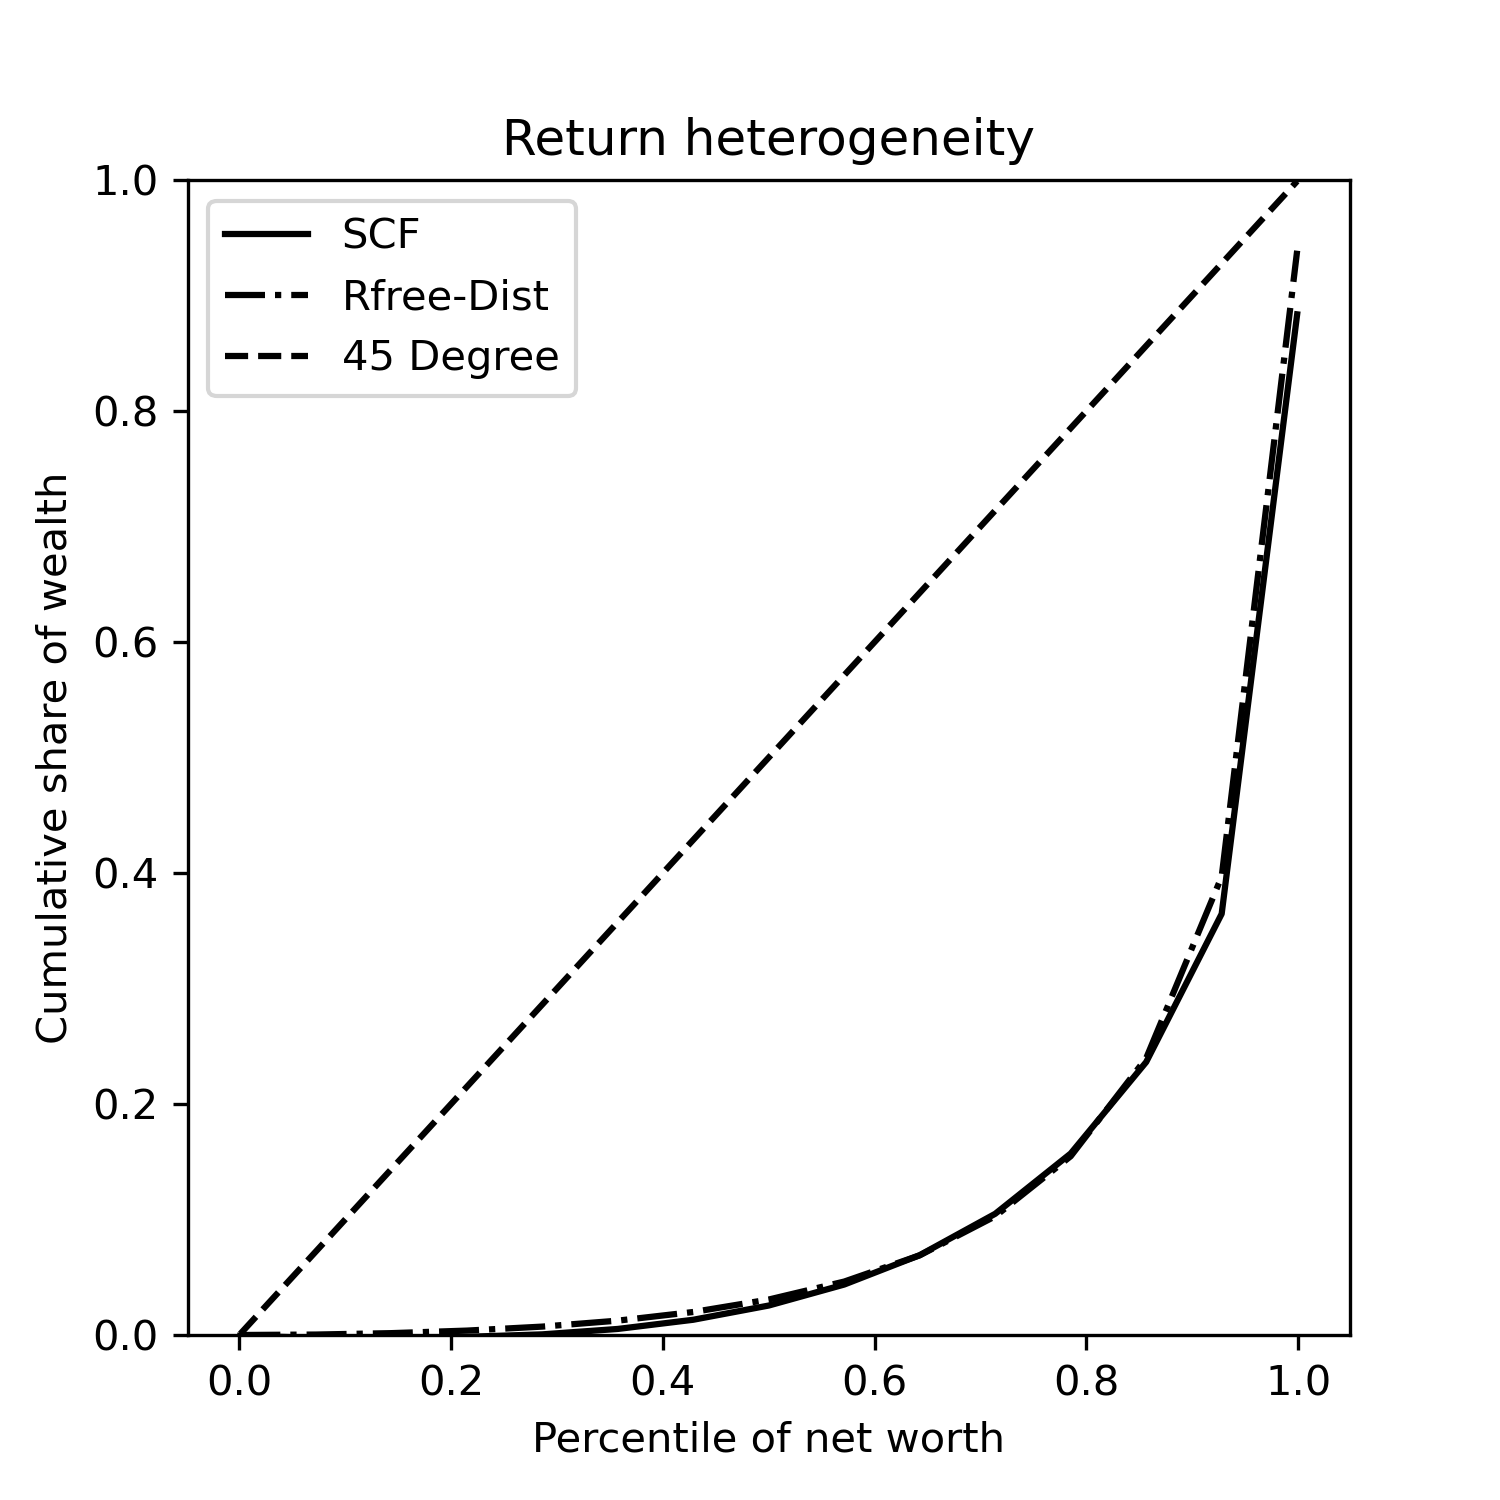 Return heterogeneity
1.0
0.8
0.6
0.4
0.2
0.0
Cumulative share of wealth
SCF
Rfree-Dist
45 Degree
0.0 0.2 0.4 0.6 0.8 1.0
Percentile of net worth